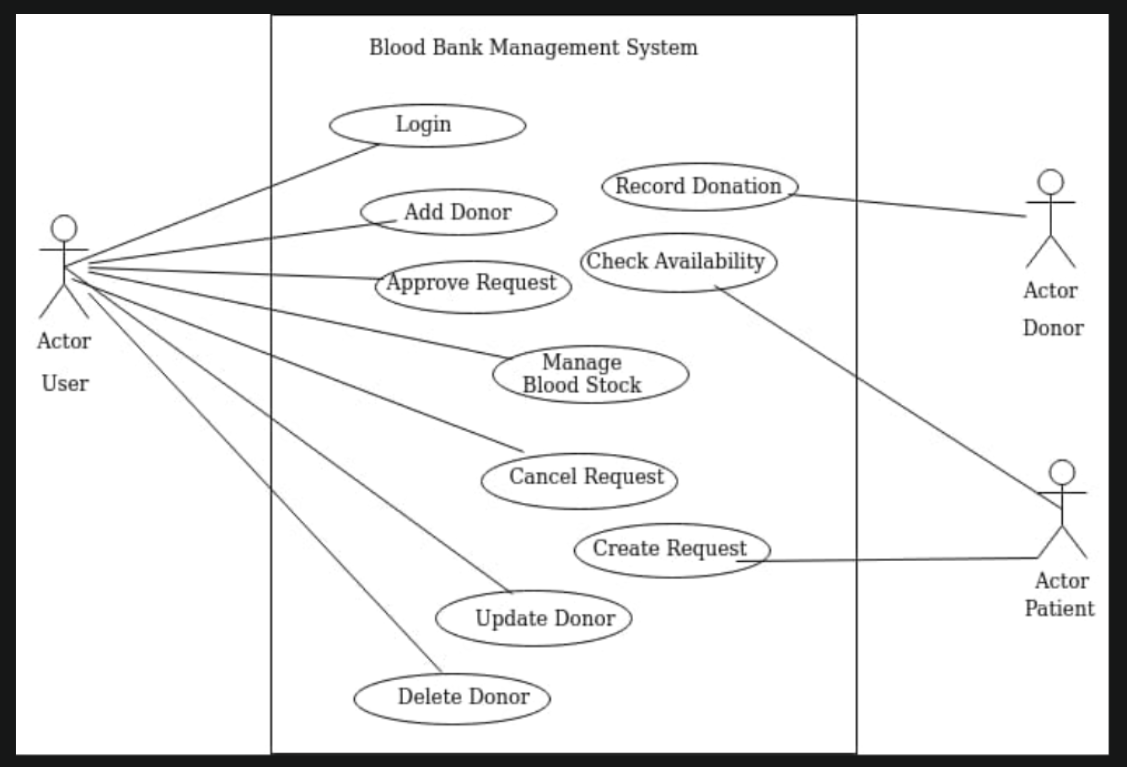 Blood Bank Management System
Login
Record Donation
Add Donor
Check Availability
Approve Request
Actor
Donor
Actor
User
Manage
Blood Stock
Cancel Request
Create Request
Actor
Patient
Update Donor
Delete Donor